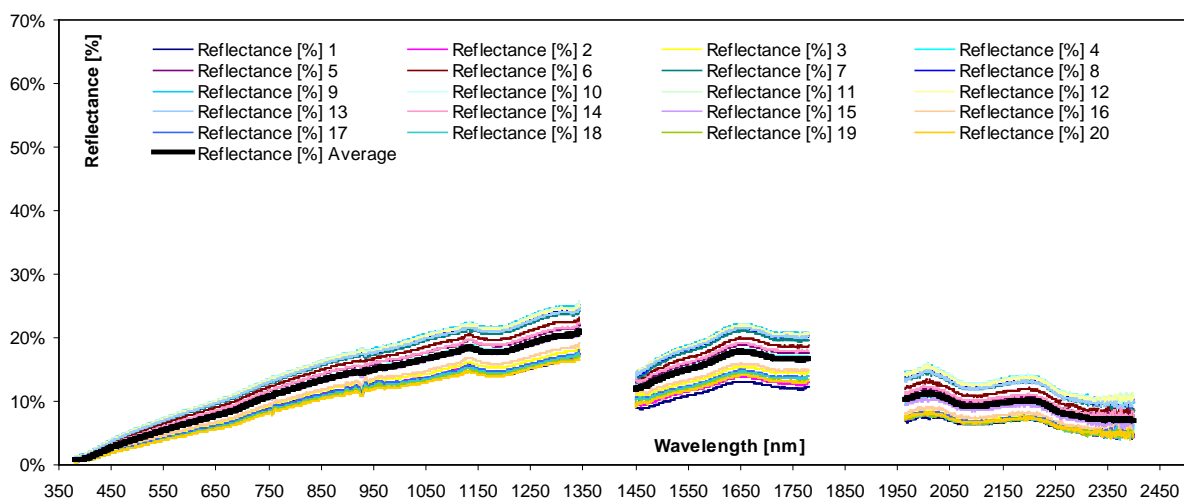 70%
60%
50%
40%
30%
20%
10%
0%
Reflectance [%]
Reflectance [%] 1 Reflectance [%] 2 Reflectance [%] 3 Reflectance [%] 4
Reflectance [%] 5 Reflectance [%] 6 Reflectance [%] 7 Reflectance [%] 8
Reflectance [%] 9 Reflectance [%] 10 Reflectance [%] 11 Reflectance [%] 12
Reflectance [%] 13 Reflectance [%] 14 Reflectance [%] 15 Reflectance [%] 16
Reflectance [%] 17 Reflectance [%] 18 Reflectance [%] 19 Reflectance [%] 20
Reflectance [%] Average
Wavelength [nm]
350 450 550 650 750 850 950 1050 1150 1250 1350 1450 1550 1650 1750 1850 1950 2050 2150 2250 2350 2450